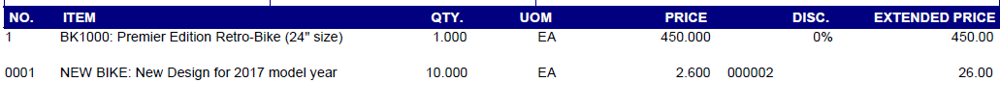 NO. ITEM QTY. UOM PRICE DISC. EXTENDED PRICE
1 BK1000: Premier Edition Retro-Bike (24" size) 1.000 EA 450.000 0% 450.00
0001 NEW BIKE: New Design for 2017 model year 10.000 EA 2.600 000002 26.00